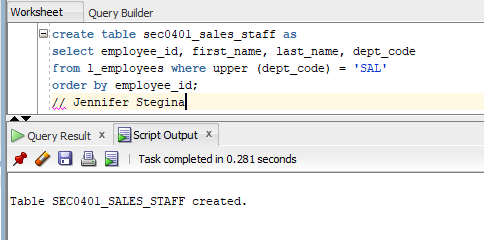 Worksheet Query Builder
create table sec0401_sales_staff as
select employee_id, first_name, last_name, dept_code
from l_employees where upper (dept_code) = 'SAL'
order by employee_id;
// Jennifer Stegina
Query Result x Script Output x
Task completed in 0.281 seconds
Table SEC0401_SALES_STAFF created.